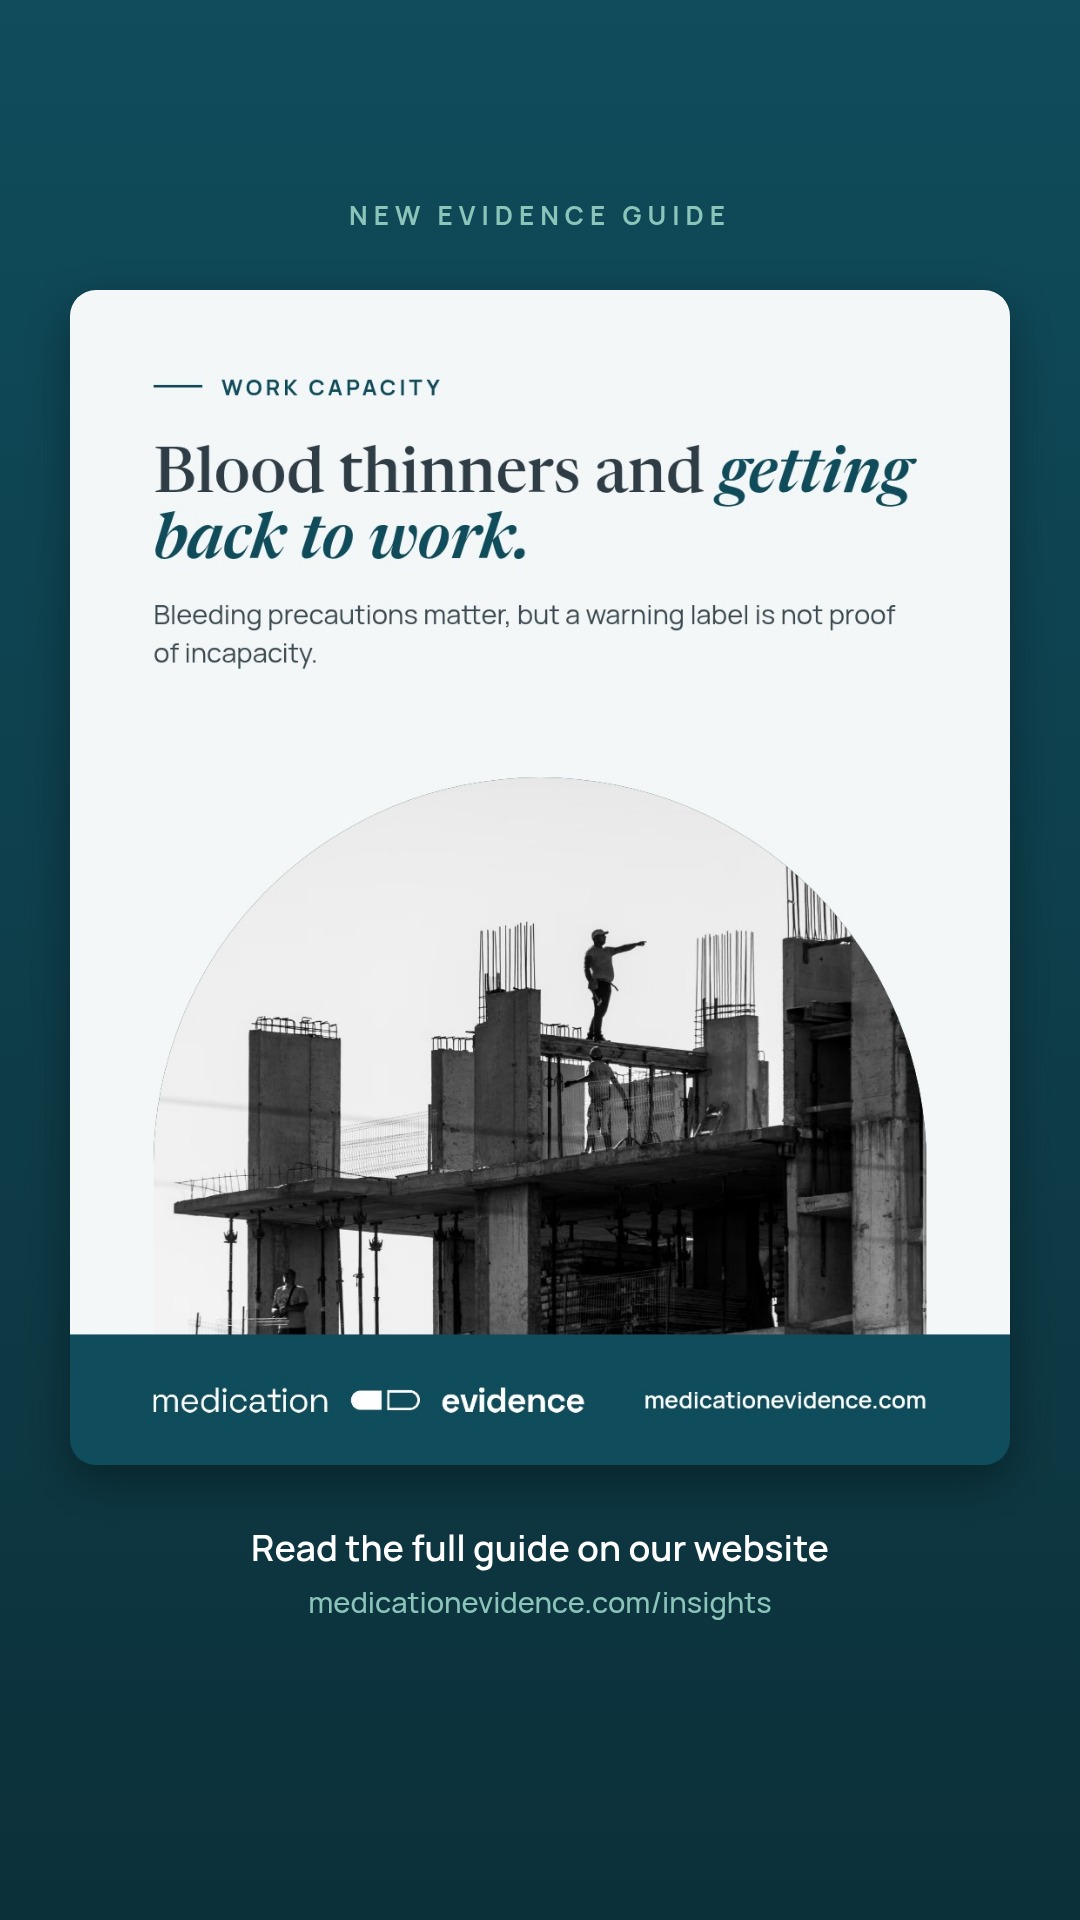 NEW EVIDENCE GUIDE
WORK CAPACITY
Blood thinners and getting
back to work.
Bleeding precautions matter, but a warning label is not proof
of incapacity.
medication evidence medicationevidence.com
Read the full guide on our website
medicationevidence.com/insights